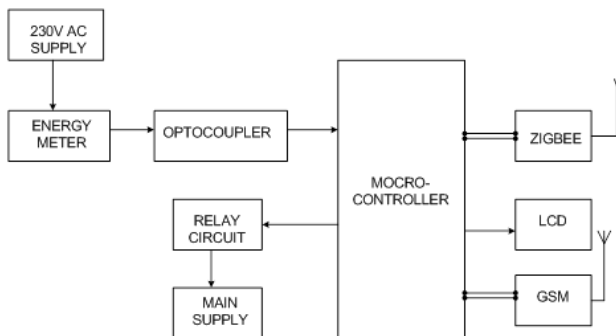 230V AC
SUPPLY
ENERGY
METER
OPTOCOUPLER
MOCRO-
CONTROLLER
ZIGBEE
RELAY
CIRCUIT
LCD
MAIN
SUPPLY
GSM